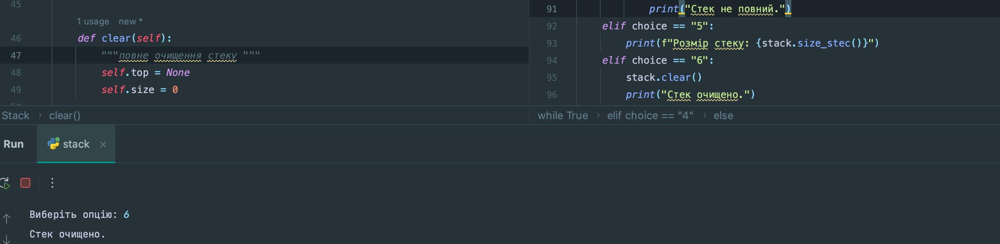 45
1 usage new *
46 def clear(self):
47 """повне очищення стеку """
48 self.top = None
49 self.size = 0
Stack › clear()
91 print("Стек не повний.")
92 elif choice == "5":
93 print(f"Розмір стеку: {stack.size_stec()}")
94 elif choice == "6":
95 stack.clear()
96 print("Стек очищено.")
while True › elif choice == "4" › else
Run stack ×
Виберіть опцію: 6
Стек очищено.